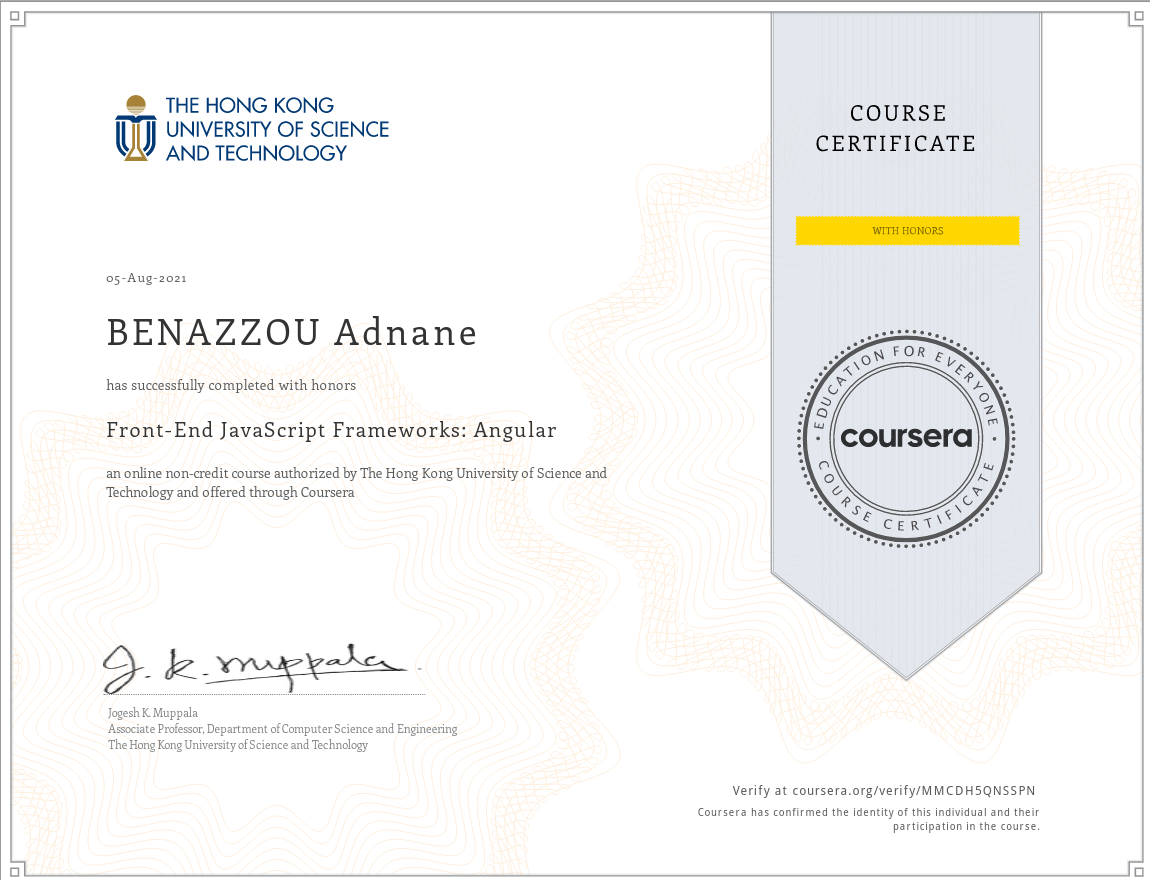 THE HONG KONG
UNIVERSITY OF SCIENCE
AND TECHNOLOGY
COURSE
CERTIFICATE
WITH HONORS
05-Aug-2021
BENAZZOU Adnane
has successfully completed with honors
Front-End JavaScript Frameworks: Angular
an online non-credit course authorized by The Hong Kong University of Science and
Technology and offered through Coursera
EDUCATION FOR EVERYONE
coursera
COURSE CERTIFICATE
J. K. Muppala
Jogesh K. Muppala
Associate Professor, Department of Computer Science and Engineering
The Hong Kong University of Science and Technology
Verify at coursera.org/verify/MMCDH5QNSSPN
Coursera has confirmed the identity of this individual and their
participation in the course.